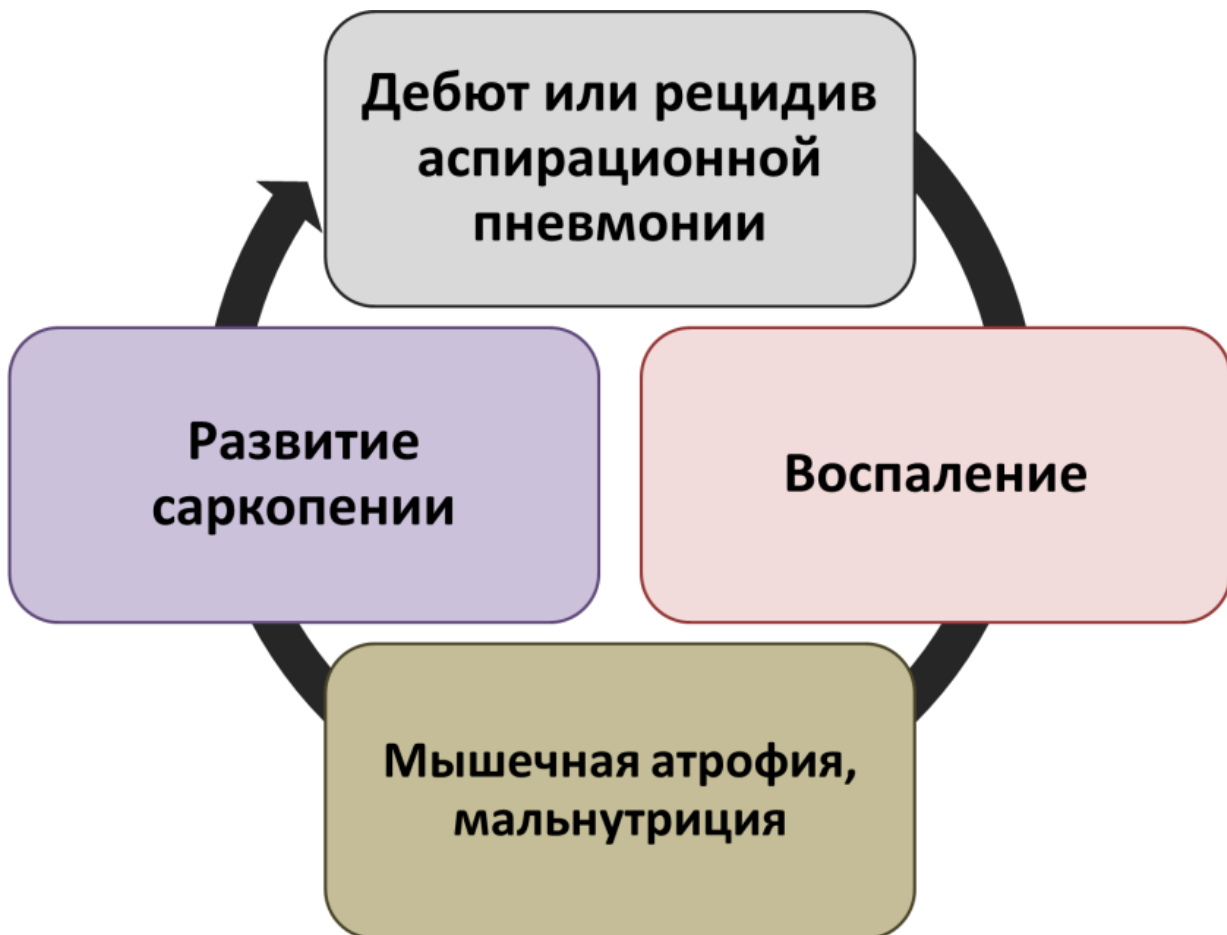 Дебют или рецидив
аспирационной
пневмонии
Развитие
саркопении
Воспаление
Мышечная атрофия,
мальнутриция